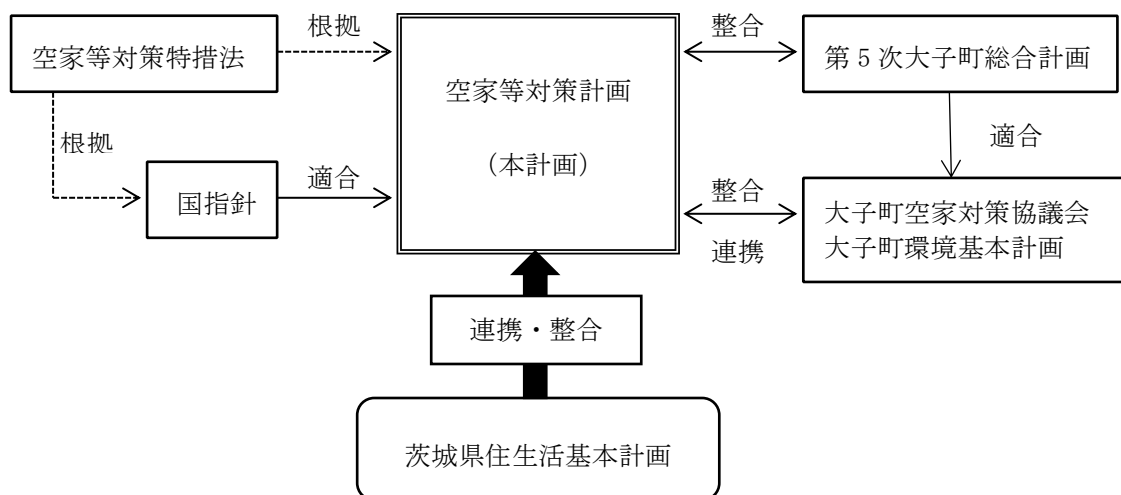 空家等対策特措法
根拠
根拠
国指針
適合
空家等対策計画
（本計画）
整合
第5次大子町総合計画
適合
整合
連携
大子町空家対策協議会
大子町環境基本計画
連携・整合
茨城県住生活基本計画